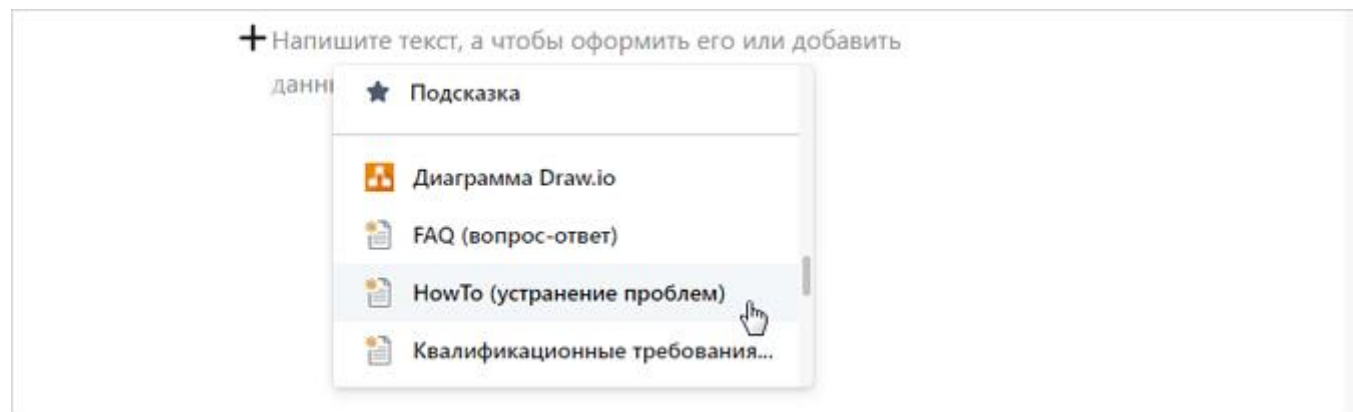 Напишите текст, а чтобы оформить его или добавить
Подсказка
Диаграмма Draw.io
FAQ (вопрос-ответ)
HowTo (устранение проблем)
Квалификационные требования...